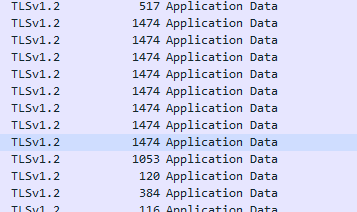 TLSv1.2 517 Application Data
TLSv1.2 1474 Application Data
TLSv1.2 1474 Application Data
TLSv1.2 1474 Application Data
TLSv1.2 1474 Application Data
TLSv1.2 1474 Application Data
TLSv1.2 1474 Application Data
TLSv1.2 1474 Application Data
TLSv1.2 1474 Application Data
TLSv1.2 1053 Application Data
TLSv1.2 120 Application Data
TLSv1.2 384 Application Data
TLSv1.2 116 Application Data